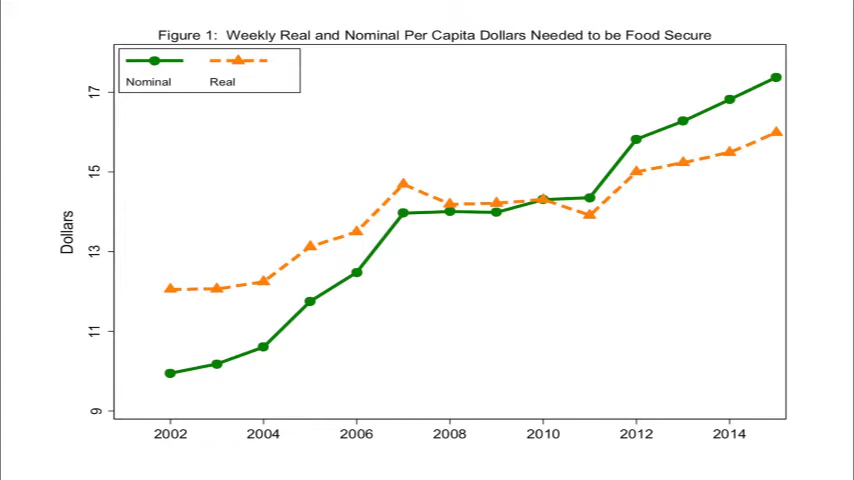 Figure 1: Weekly Real and Nominal Per Capita Dollars Needed to be Food Secure
Nominal Real
17
15
13
11
9
Dollars
2002 2004 2006 2008 2010 2012 2014